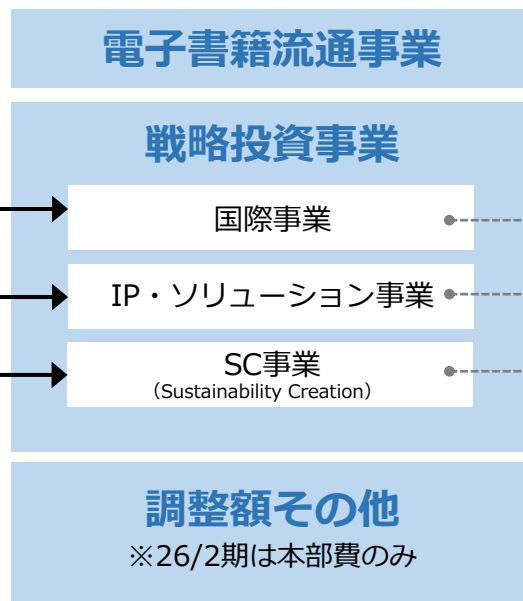 電子書籍流通事業
戦略投資事業
国際事業
IP・ソリューション事業
SC事業
（Sustainability Creation）
調整額その他
※26/2期は本部費のみ